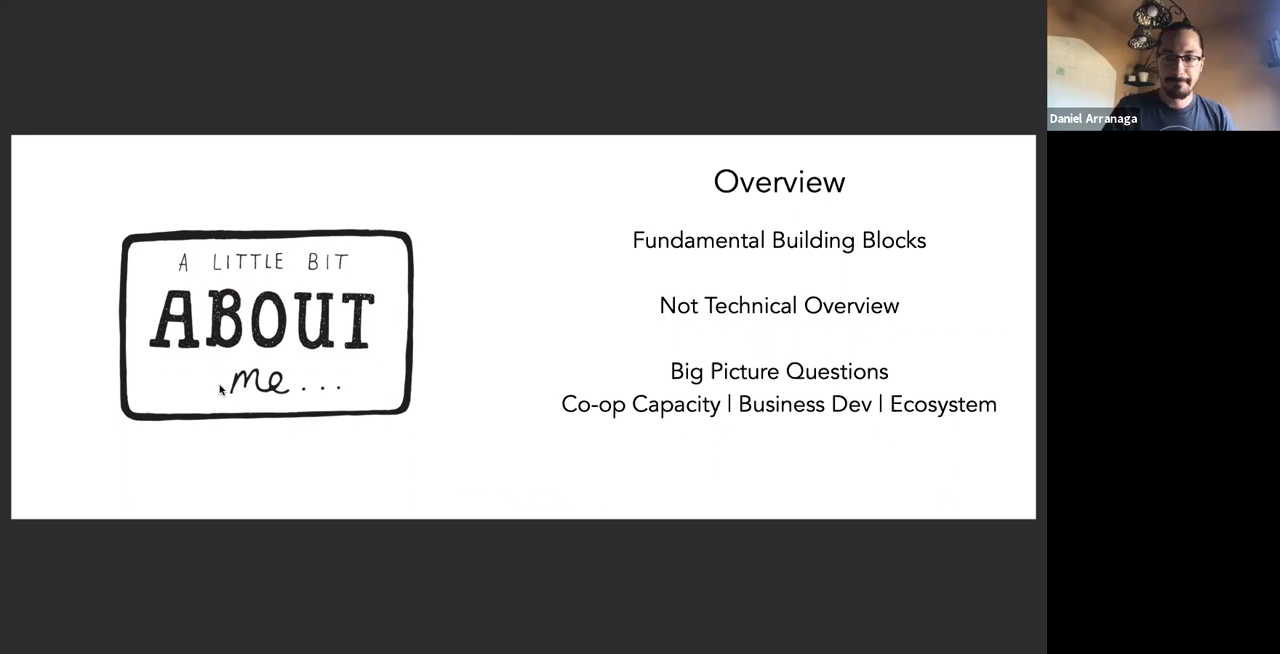 A LITTLE BIT
ABOUT
me...
Overview
Fundamental Building Blocks
Not Technical Overview
Big Picture Questions
Co-op Capacity | Business Dev | Ecosystem
Daniel Arranaga